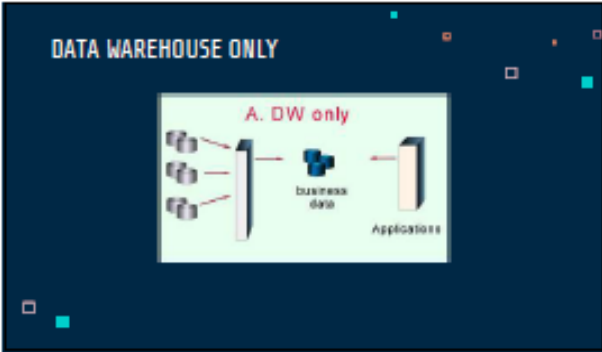 DATA WAREHOUSE ONLY
A. DW only
business
data
Applications